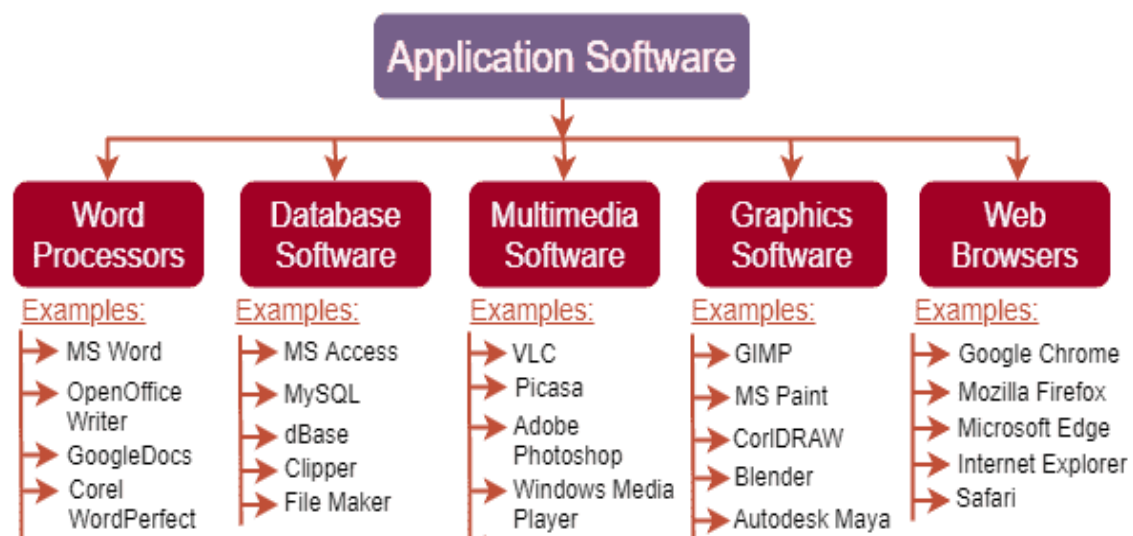 Application Software
Word
Processors
Database
Software
Multimedia
Software
Graphics
Software
Web
Browsers
Examples:
MS Word
OpenOffice
Writer
GoogleDocs
Corel
WordPerfect
Examples:
MS Access
MySQL
dBase
Clipper
File Maker
Examples:
VLC
Picasa
Adobe
Photoshop
Windows Media
Player
Examples:
GIMP
MS Paint
CorlDRAW
Blender
Autodesk Maya
Examples:
Google Chrome
Mozilla Firefox
Microsoft Edge
Internet Explorer
Safari